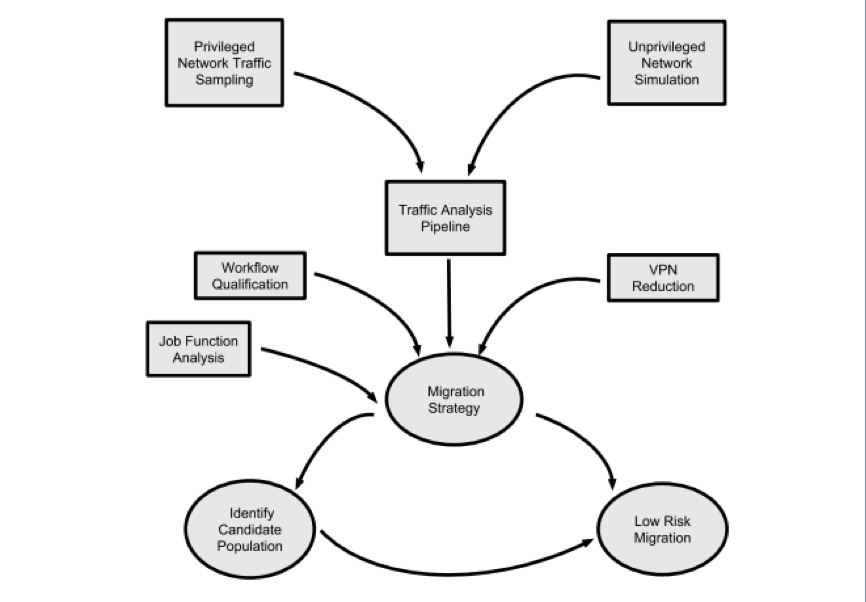 Privileged
Network Traffic
Sampling
Unprivileged
Network
Simulation
Traffic Analysis
Pipeline
Workflow
Qualification
VPN
Reduction
Job Function
Analysis
Migration
Strategy
Identify
Candidate
Population
Low Risk
Migration